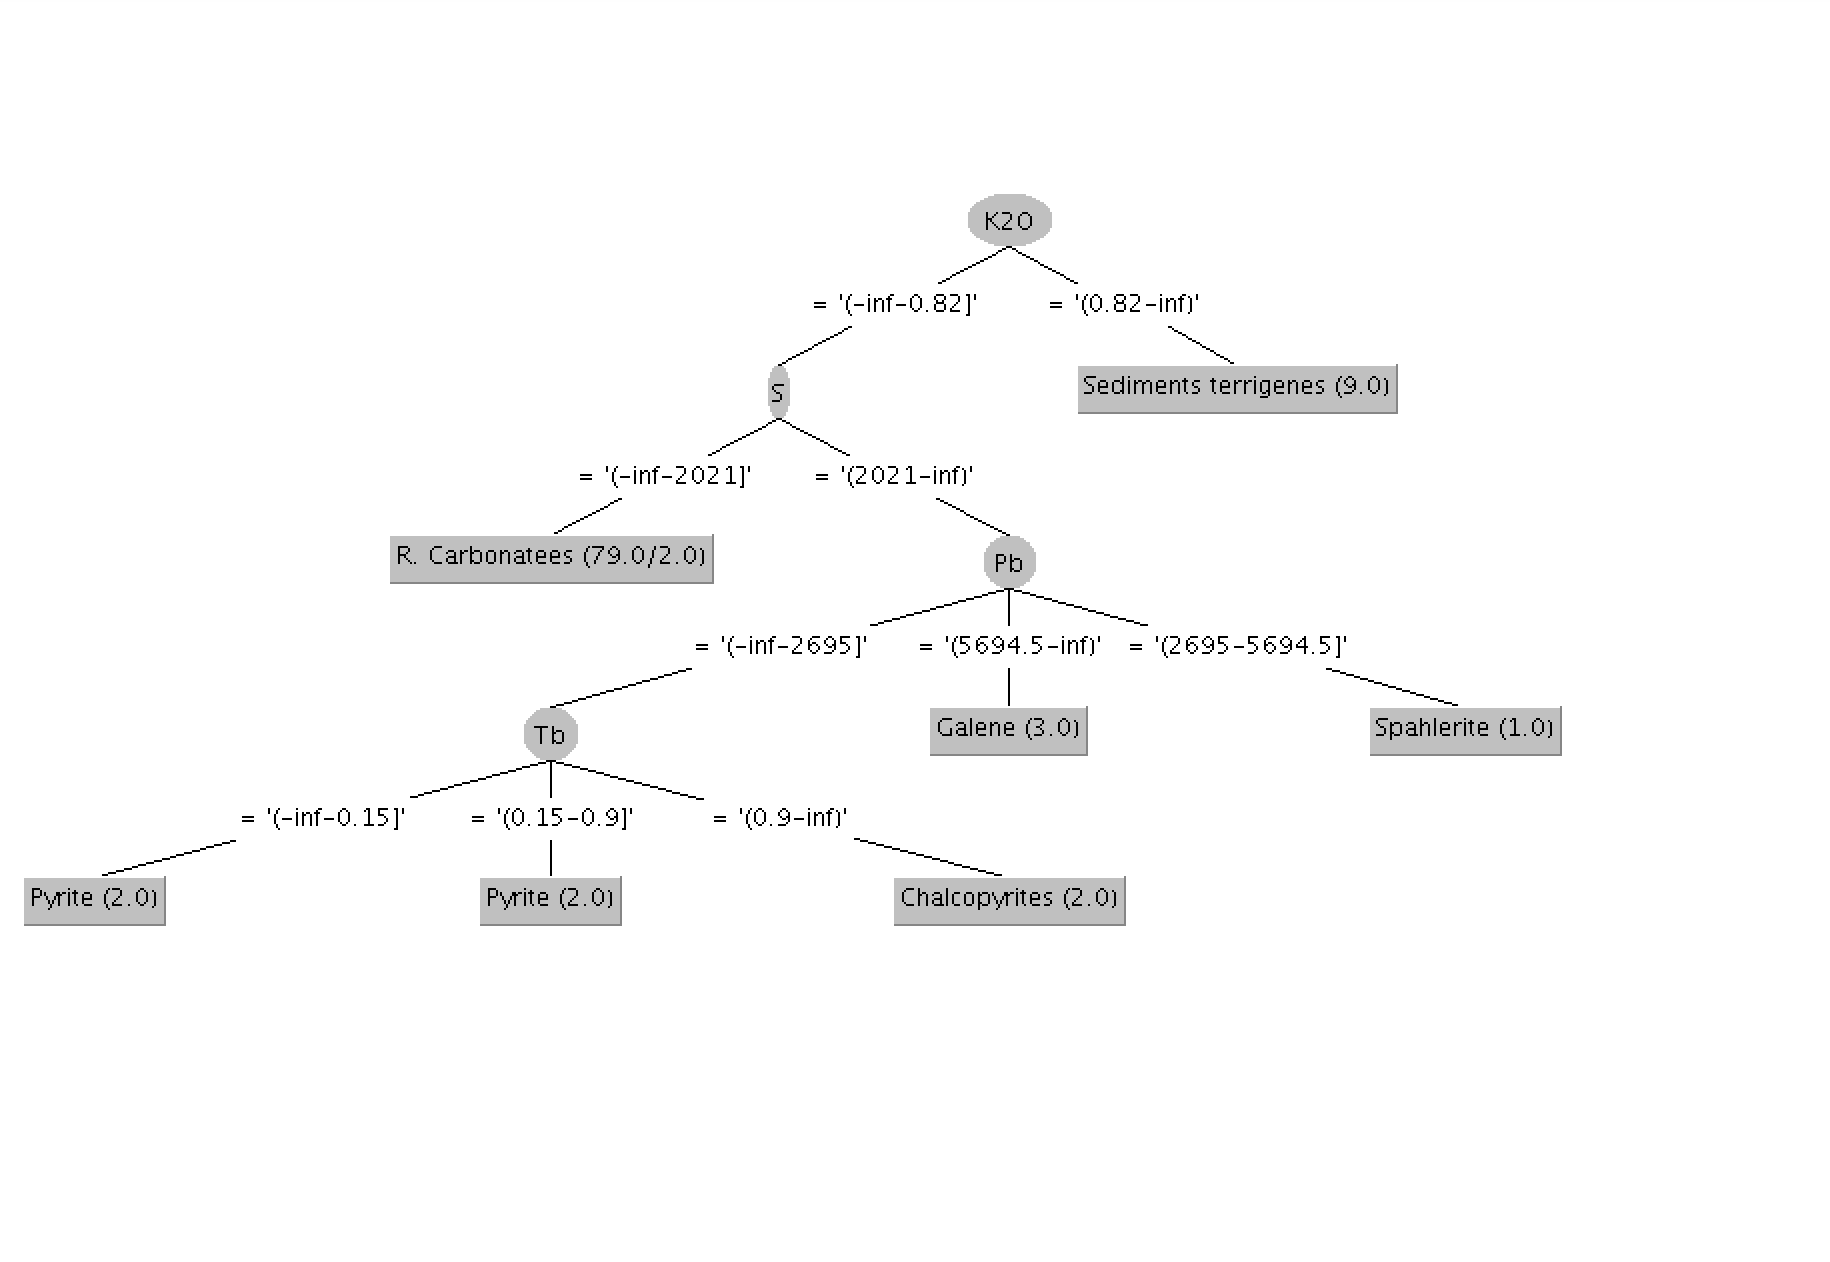 K2O
= '(-inf-0.82]' = '(0.82-inf)'
S
Sediments terrigenes (9.0)
= '(-inf-2021]' = '(2021-inf)'
R. Carbonatees (79.0/2.0)
Pb
= '(-inf-2695]' = '(5694.5-inf)' = '(2695-5694.5]'
Tb
Galene (3.0)
Spahlerite (1.0)
= '(-inf-0.15]' = '(0.15-0.9]' = '(0.9-inf)'
Pyrite (2.0)
Pyrite (2.0)
Chalcopyrites (2.0)